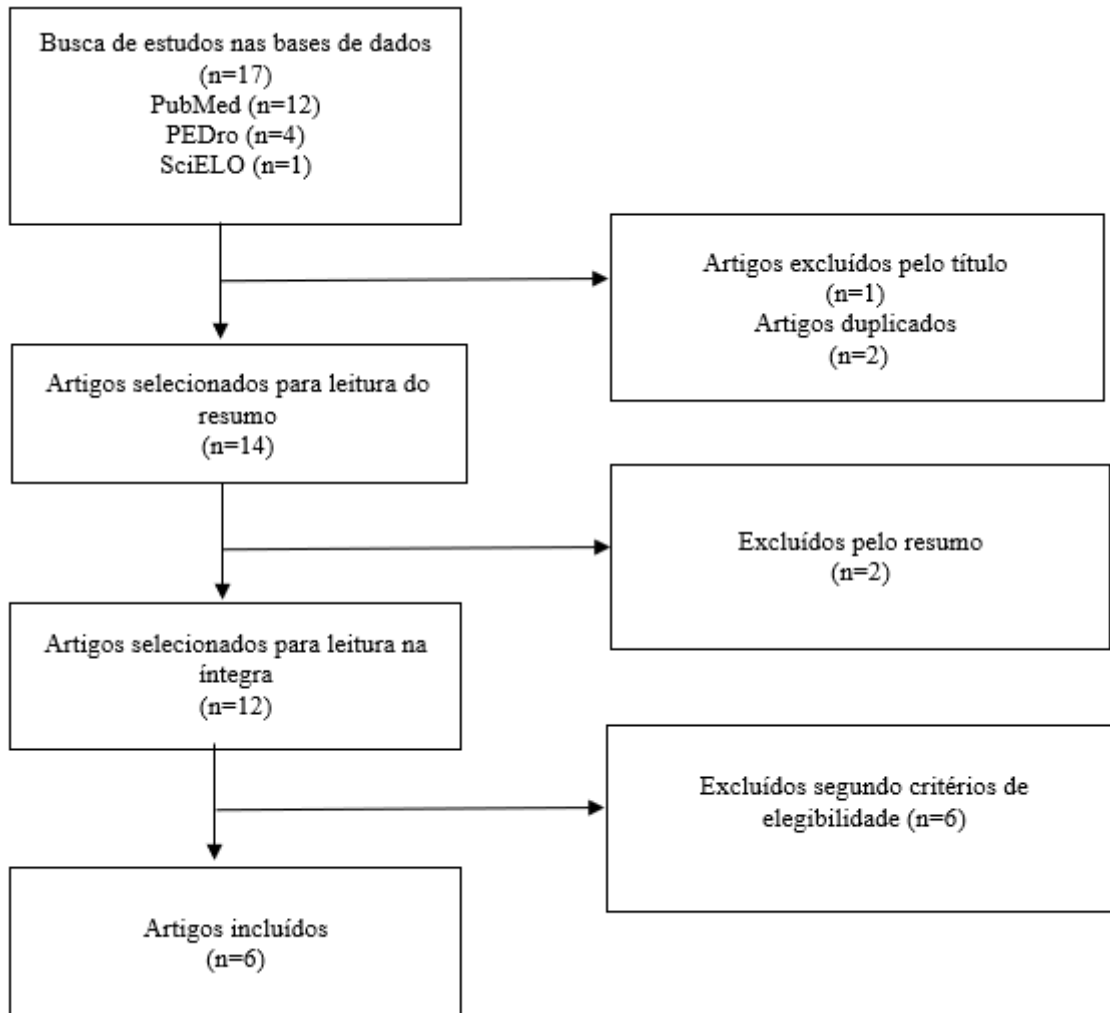 Busca de estudos nas bases de dados
(n=17)
PubMed (n=12)
PEDro (n=4)
SciELO (n=1)
Artigos excluídos pelo título
(n=1)
Artigos duplicados
(n=2)
Artigos selecionados para leitura do
resumo
(n=14)
Excluídos pelo resumo
(n=2)
Artigos selecionados para leitura na
íntegra
(n=12)
Excluídos segundo critérios de
elegibilidade (n=6)
Artigos incluídos
(n=6)